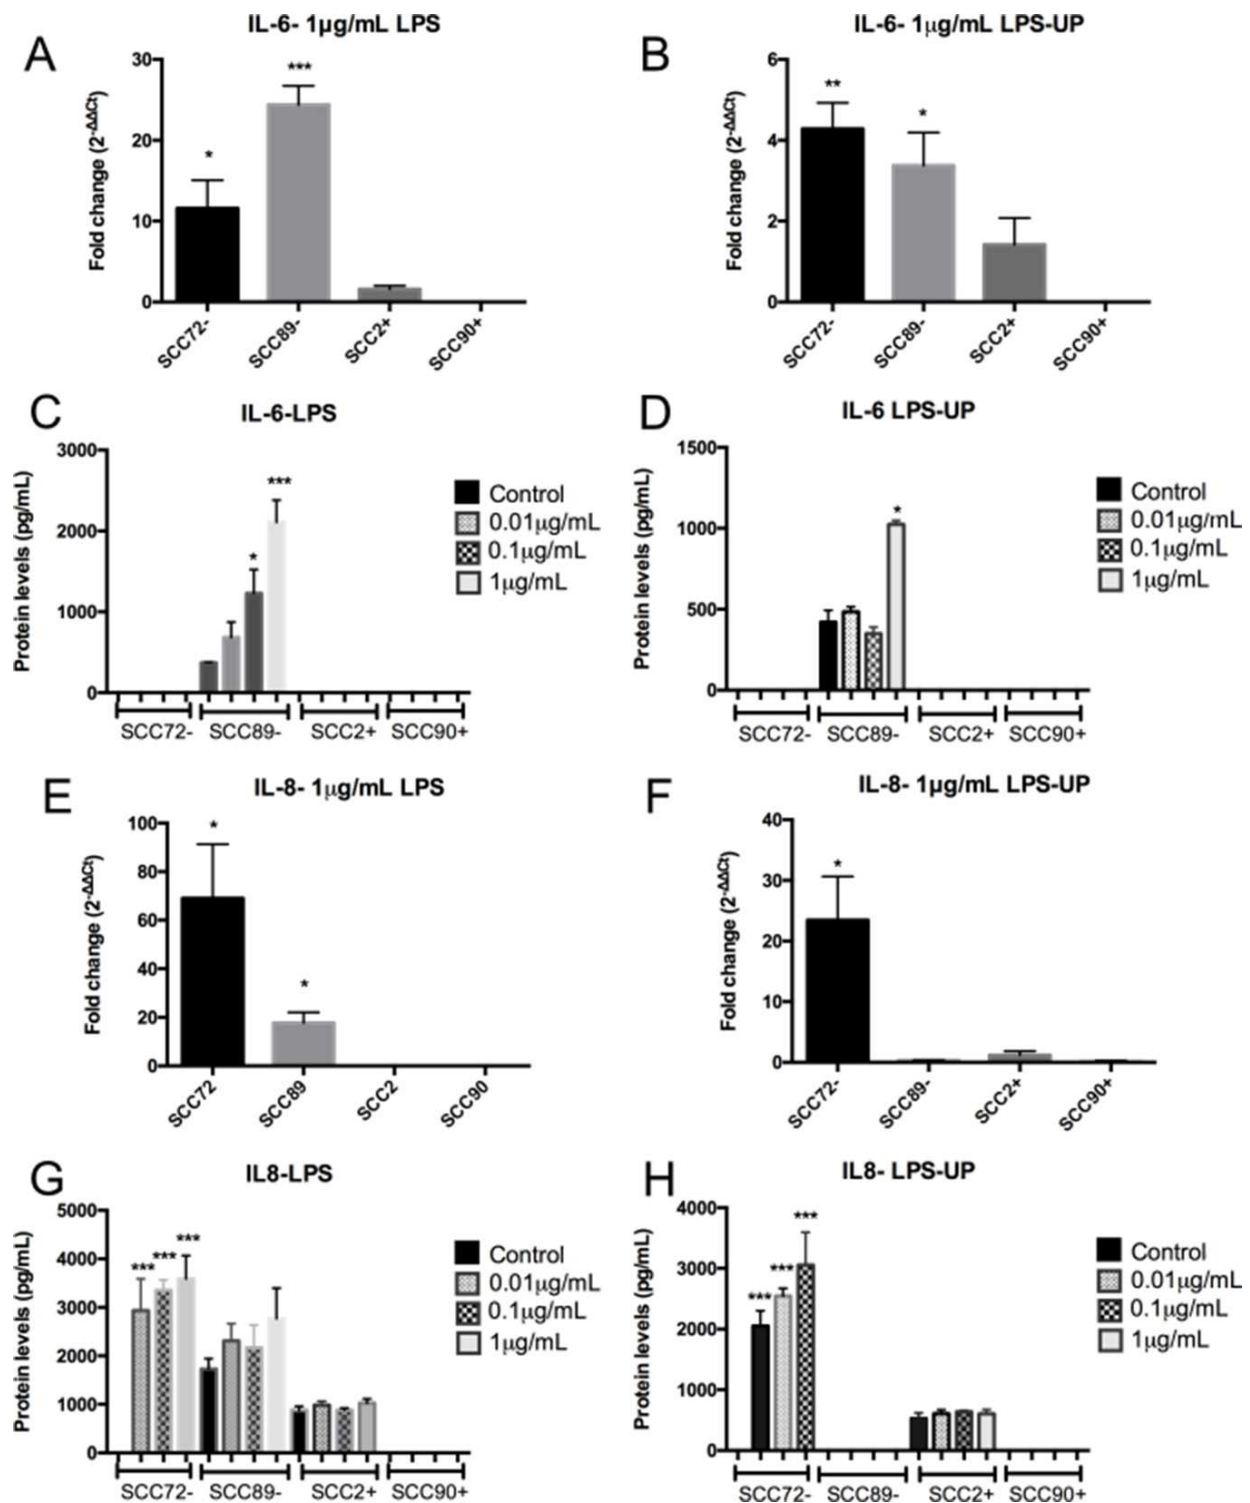 A
IL-6- 1µg/mL LPS
Fold change (2-ΔΔCt)
30
20
10
0
*
***
SCC72-
SCC89-
SCC2+
SCC90+
B
IL-6- 1µg/mL LPS-UP
Fold change (2-ΔΔCt)
6
4
2
0
**
*
SCC72-
SCC89-
SCC2+
SCC90+
C
IL-6-LPS
Protein levels (pg/mL)
3000
2000
1000
0
*
***
SCC72-
SCC89-
SCC2+
SCC90+
Control
0.01µg/mL
0.1µg/mL
1µg/mL
D
IL-6 LPS-UP
Protein levels (pg/mL)
1500
1000
500
0
*
SCC72-
SCC89-
SCC2+
SCC90+
Control
0.01µg/mL
0.1µg/mL
1µg/mL
E
IL-8- 1µg/mL LPS
Fold change (2-ΔΔCt)
100
80
60
40
20
0
*
*
SCC72
SCC89
SCC2
SCC90
F
IL-8- 1µg/mL LPS-UP
Fold change (2-ΔΔCt)
40
30
20
10
0
*
SCC72-
SCC89-
SCC2+
SCC90+
G
IL8-LPS
Protein levels (pg/mL)
5000
4000
3000
2000
1000
0
***
***
***
SCC72-
SCC89-
SCC2+
SCC90+
Control
0.01µg/mL
0.1µg/mL
1µg/mL
H
IL8- LPS-UP
Protein levels (pg/mL)
4000
3000
2000
1000
0
***
***
***
SCC72-
SCC89-
SCC2+
SCC90+
Control
0.01µg/mL
0.1µg/mL
1µg/mL